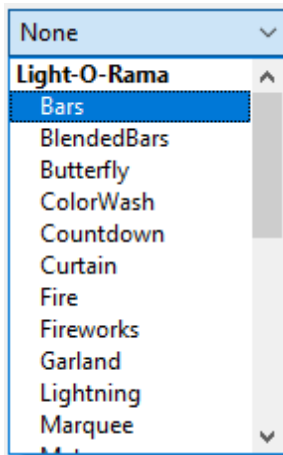 None
Light-O-Rama
Bars
BlendedBars
Butterfly
ColorWash
Countdown
Curtain
Fire
Fireworks
Garland
Lightning
Marquee